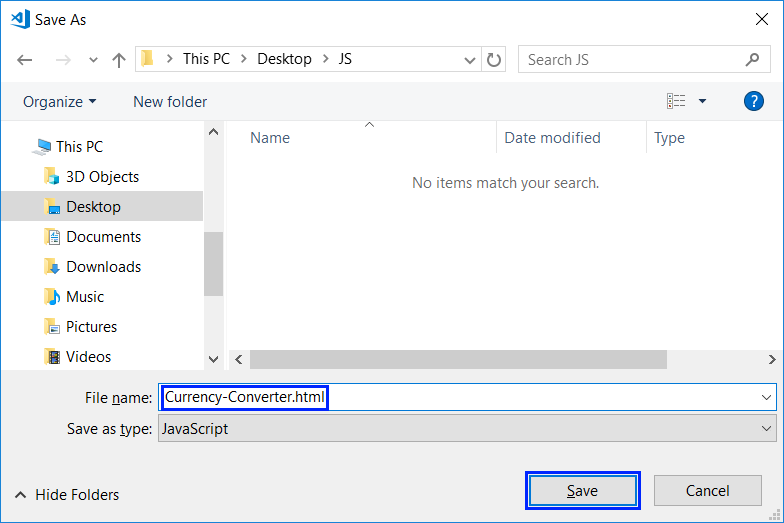 Save As
This PC Desktop JS
Search JS
Organize New folder
?
Name Date modified Type
No items match your search.
This PC
3D Objects
Desktop
Documents
Downloads
Music
Pictures
Videos
File name: Currency-Converter.html
Save as type: JavaScript
Hide Folders
Save Cancel